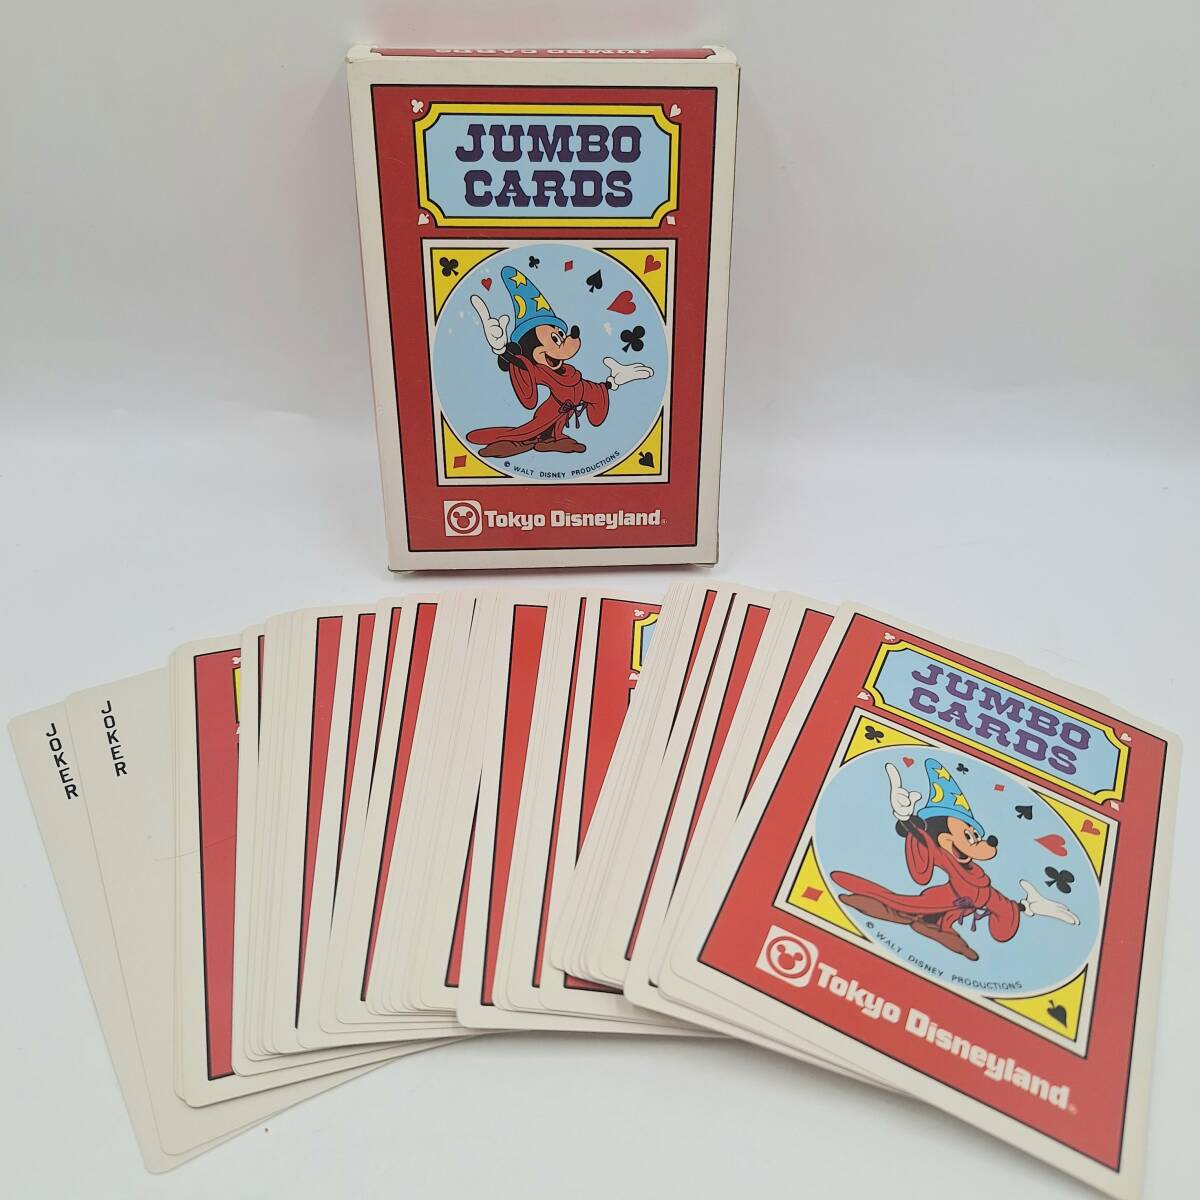 JUMBO CARDS
JUMBO
CARDS
© WALT DISNEY PRODUCTIONS
Tokyo Disneyland®
JOKER
JOKER
JUMBO
CARDS
© WALT DISNEY PRODUCTIONS
Tokyo Disneyland®